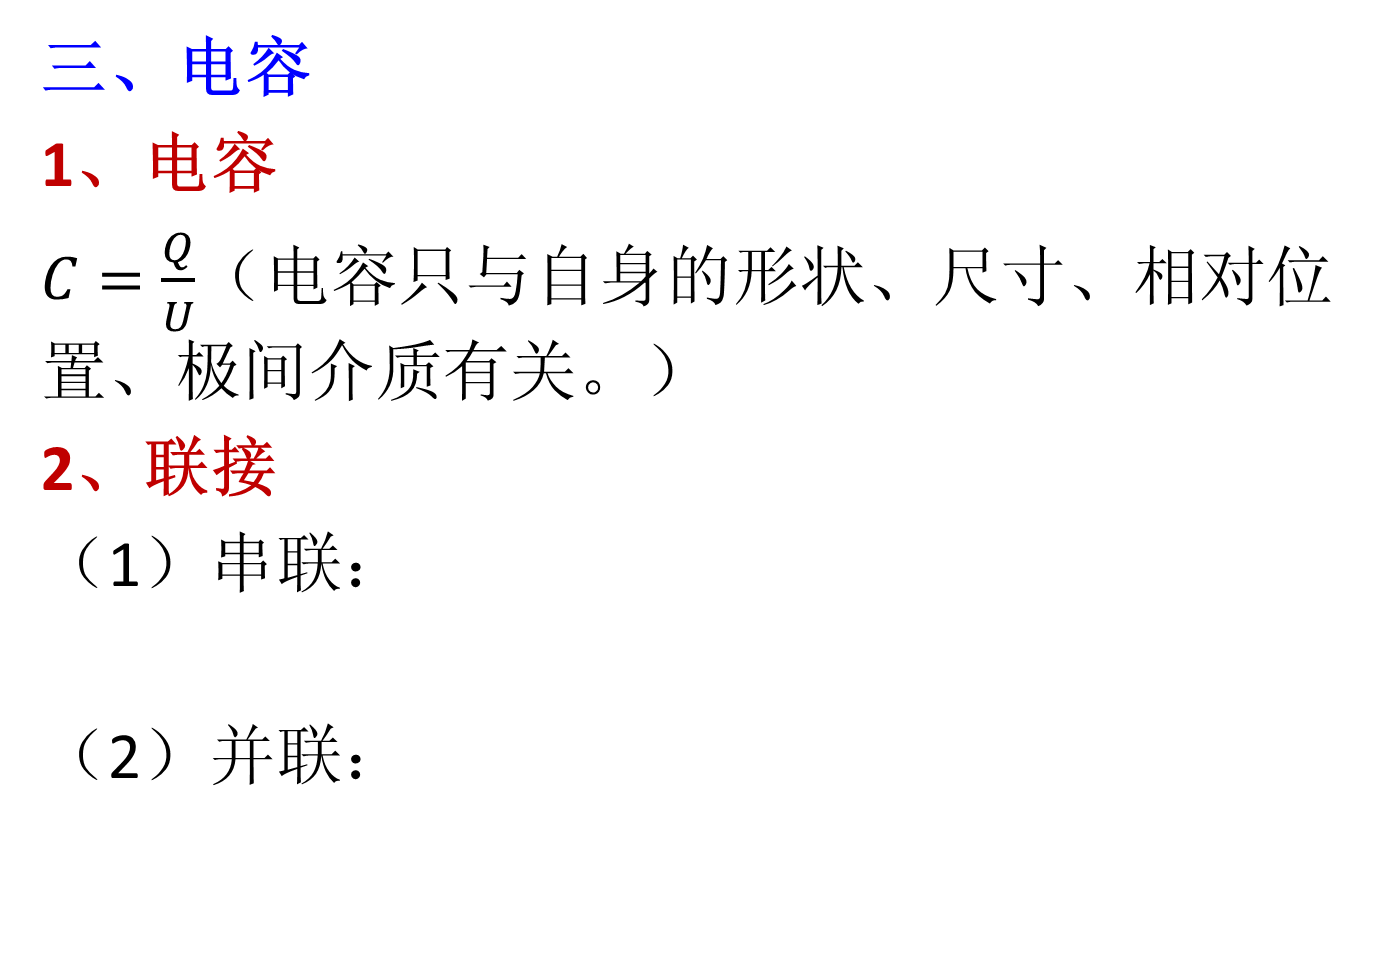 三、电容
1、电容
C = Q/U（电容只与自身的形状、尺寸、相对位
置、极间介质有关。）
2、联接
（1）串联：
（2）并联：